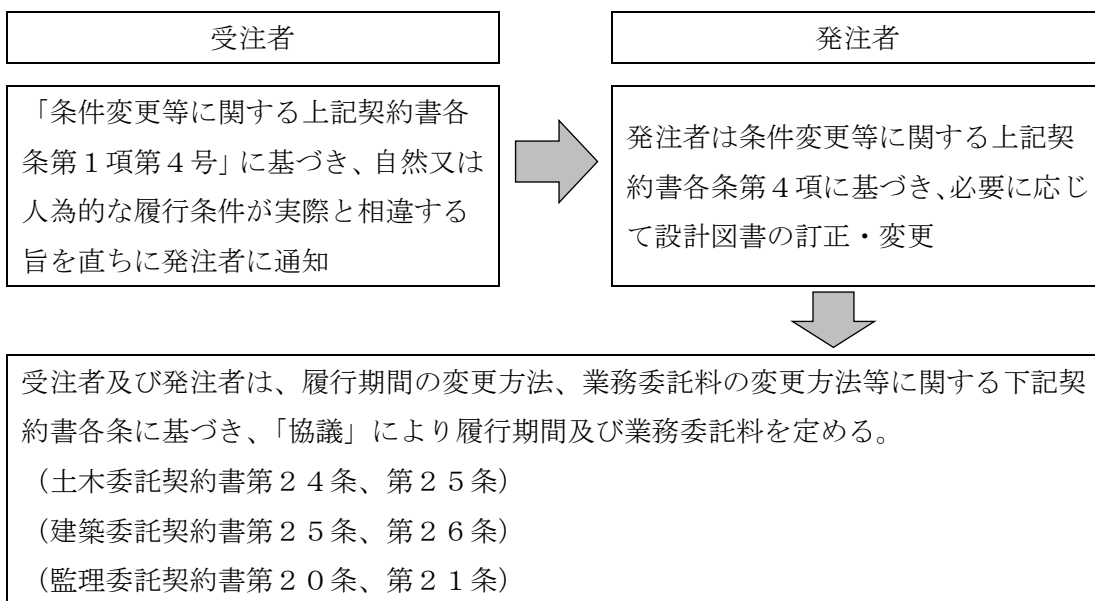 受注者
発注者
「条件変更等に関する上記契約書各
条第１項第４号」に基づき、自然又は
人為的な履行条件が実際と相違する
旨を直ちに発注者に通知
発注者は条件変更等に関する上記契
約書各条第４項に基づき、必要に応じ
て設計図書の訂正・変更
受注者及び発注者は、履行期間の変更方法、業務委託料の変更方法等に関する下記契
約書各条に基づき、「協議」により履行期間及び業務委託料を定める。
（土木委託契約書第２４条、第２５条）
（建築委託契約書第２５条、第２６条）
（監理委託契約書第２０条、第２１条）